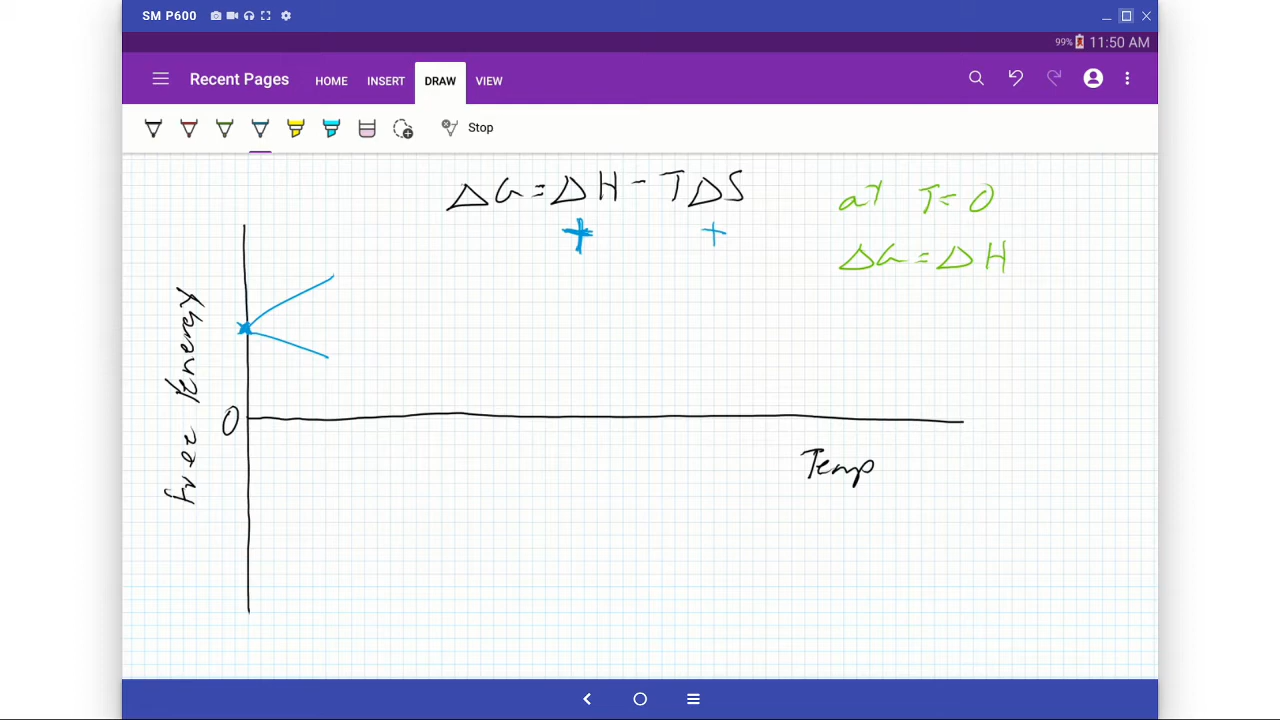 SM P600
99% 11:50 AM
Recent Pages HOME INSERT DRAW VIEW
Stop
ΔG = ΔH - TΔS
+ +
at T = 0
ΔG = ΔH
free Energy
0
Temp